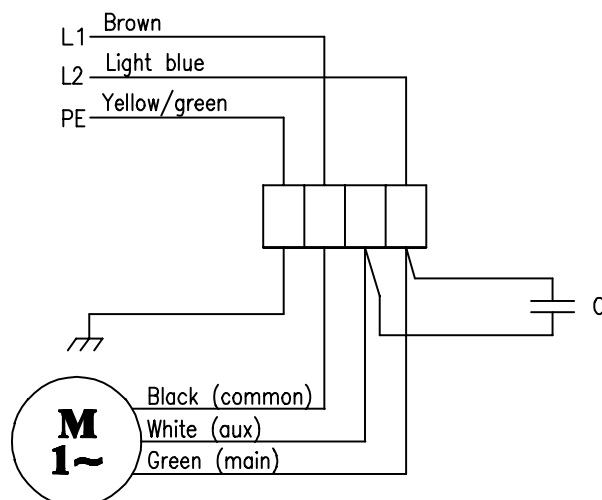 L1 Brown
L2 Light blue
PE Yellow/green
C
Black (common)
White (aux)
Green (main)
M
1~